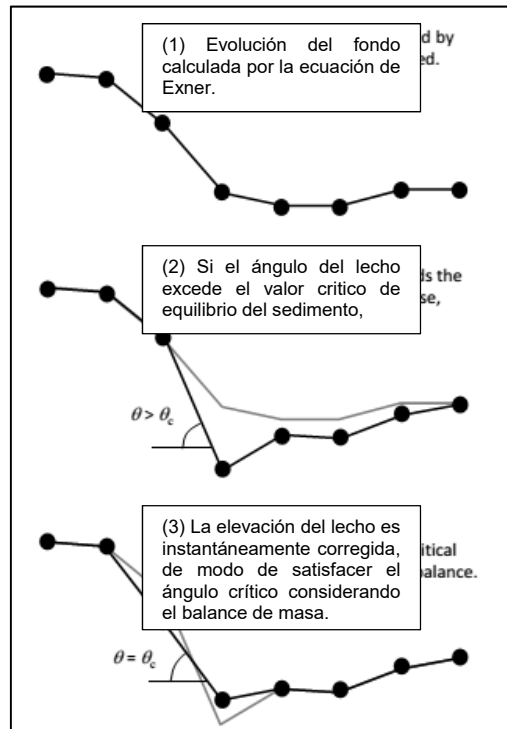 (1) Evolución del fondo
calculada por la ecuación de
Exner.
d by
ed.
(2) Si el ángulo del lecho
excede el valor critico de
equilibrio del sedimento,
ds the
se,
θ > θc
(3) La elevación del lecho es
instantáneamente corregida,
de modo de satisfacer el
ángulo crítico considerando
el balance de masa.
itical
balance.
θ = θc